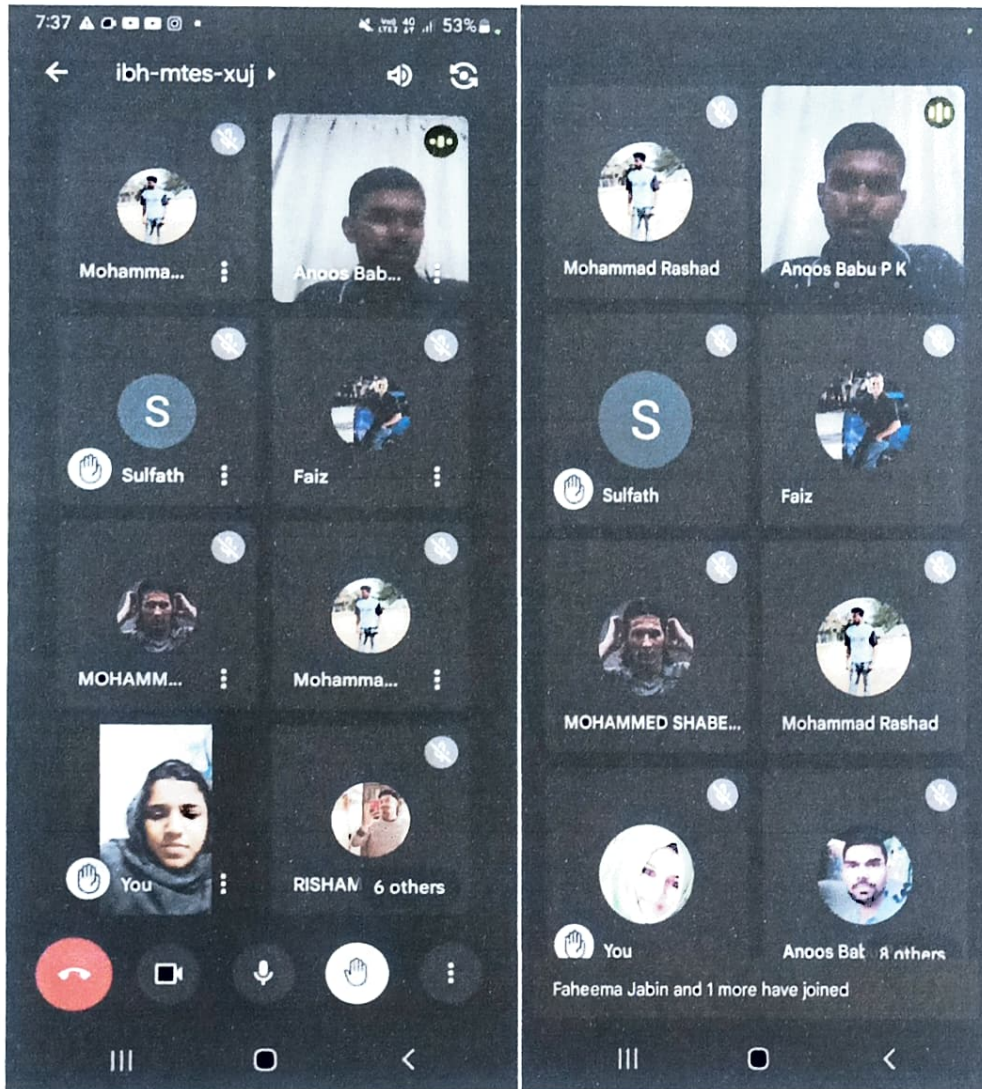 7:37 53%
ibh-mtes-xuj
Mohamma... Anoos Bab...
S
Sulfath Faiz
MOHAMM... Mohamma...
You RISHAM 6 others
Mohammad Rashad Anoos Babu P K
S
Sulfath Faiz
MOHAMMED SHABE... Mohammad Rashad
You Anoos Bab 8 others
Faheema Jabin and 1 more have joined